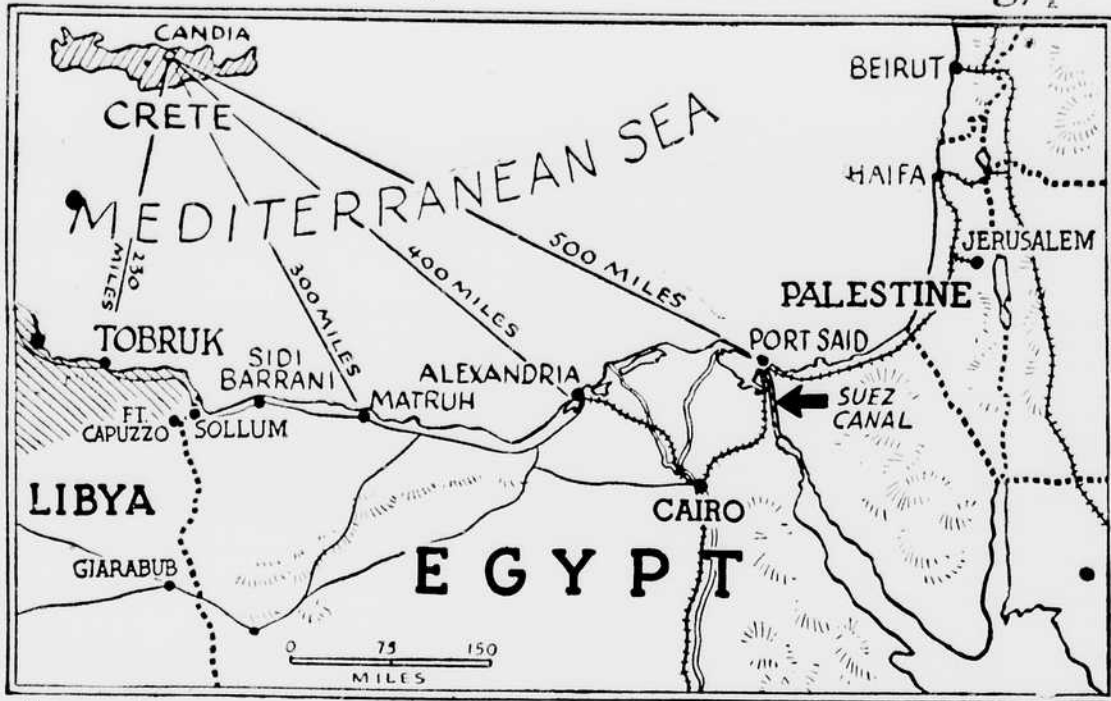 CANDIA
CRETE
BEIRUT
MEDITERRANEAN SEA
HAIFA
JERUSALEM
230
MILES
300 MILES
400 MILES
500 MILES
PALESTINE
TOBRUK
SIDI
BARRANI
ALEXANDRIA
PORT SAID
MATRUH
SUEZ
CANAL
FT.
CAPUZZO
SOLLUM
LIBYA
CAIRO
GIARABUB
EGYPT
0 75 150
MILES